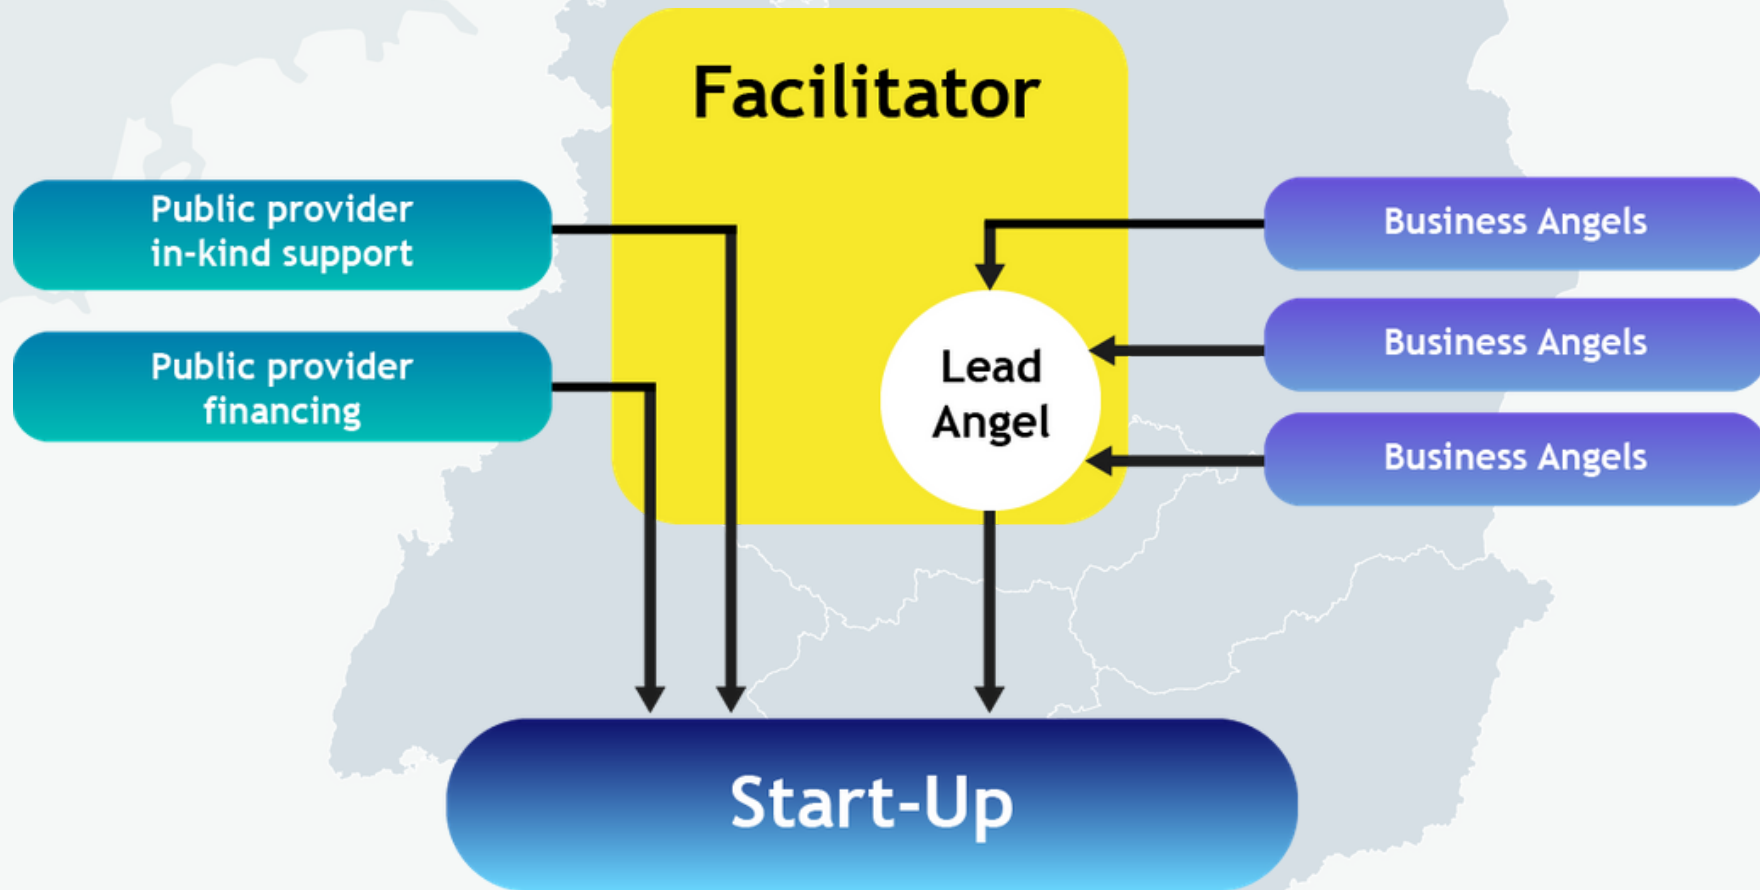 Facilitator
Public provider
in-kind support
Public provider
financing
Lead
Angel
Business Angels
Business Angels
Business Angels
Start-Up